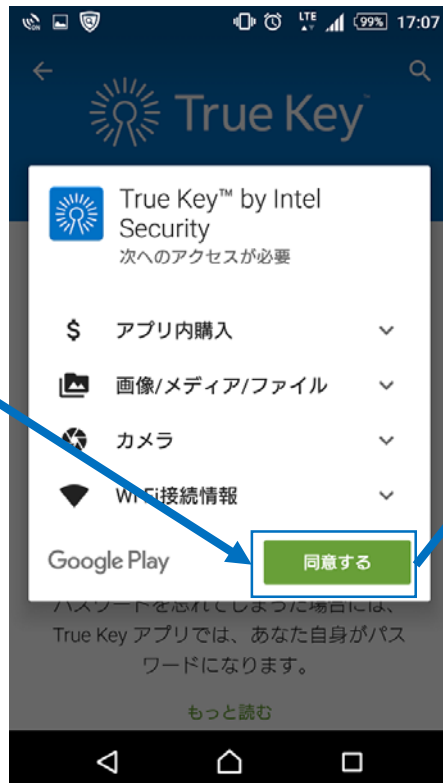 LTE 99% 17:07
True Key™
True Key™ by Intel
Security
次へのアクセスが必要
$ アプリ内購入
画像/メディア/ファイル
カメラ
Wi-Fi接続情報
Google Play 同意する
パスワードを忘れてしまった場合には、
True Key アプリでは、あなた自身がパス
ワードになります。
もっと読む